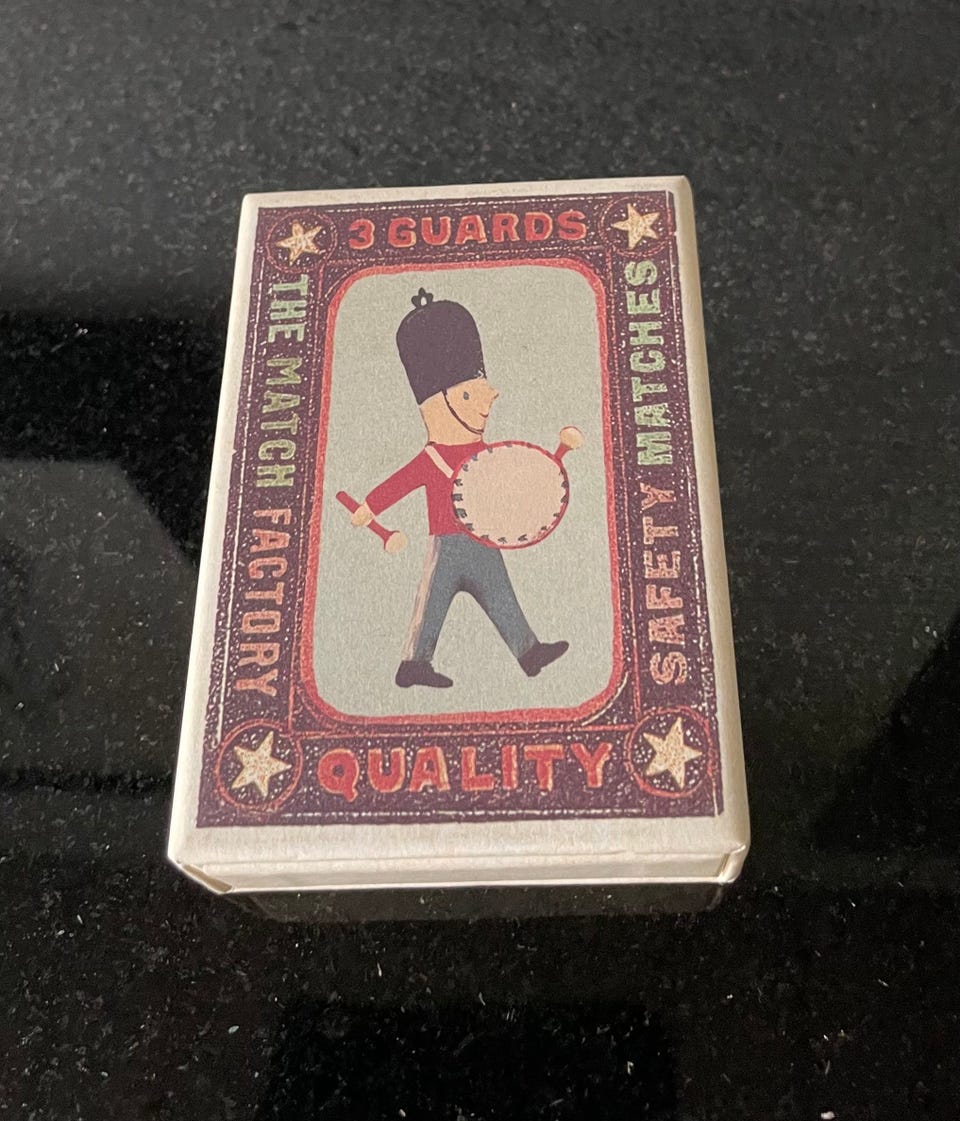 3 GUARDS
THE MATCH FACTORY
SAFETY MATCHES
QUALITY